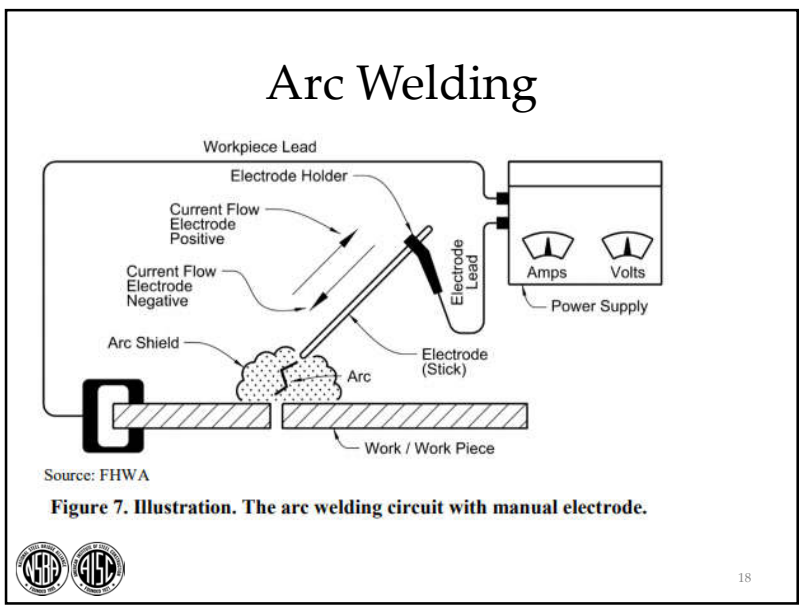 Arc Welding
Workpiece Lead
Electrode Holder
Current Flow
Electrode
Positive
Current Flow
Electrode
Negative
Electrode
Lead
Amps
Volts
Power Supply
Arc Shield
Electrode
(Stick)
Arc
Work / Work Piece
Source: FHWA
Figure 7. Illustration. The arc welding circuit with manual electrode.
NSBA
AISC
18